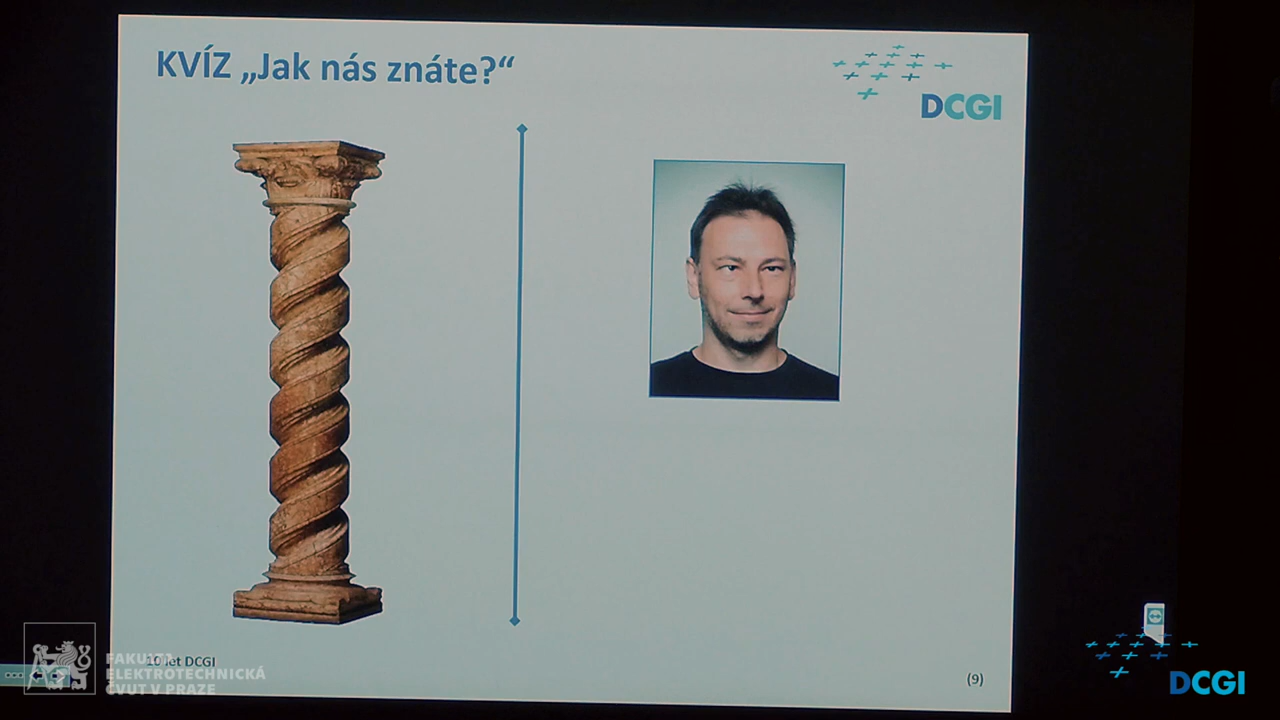 KVÍZ „Jak nás znáte?“
DCGI
10 let DCGI
(9)
FAKULTA
ELEKTROTECHNICKÁ
ČVUT V PRAZE
DCGI